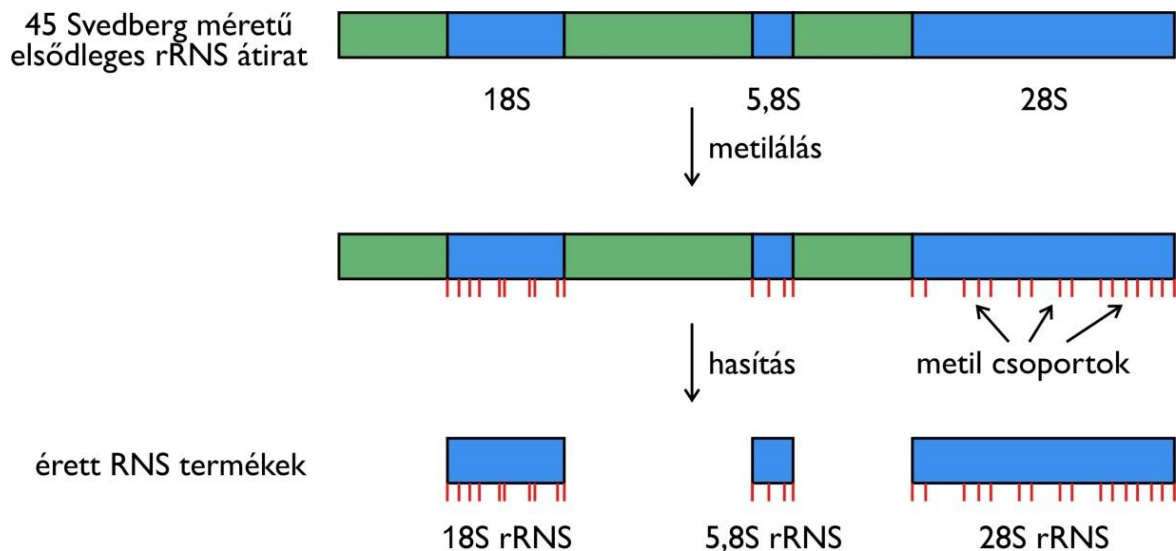 45 Svedberg méretű
elsődleges rRNS átirat
18S
5,8S
28S
metilálás
hasítás
metil csoportok
érett RNS termékek
18S rRNS
5,8S rRNS
28S rRNS